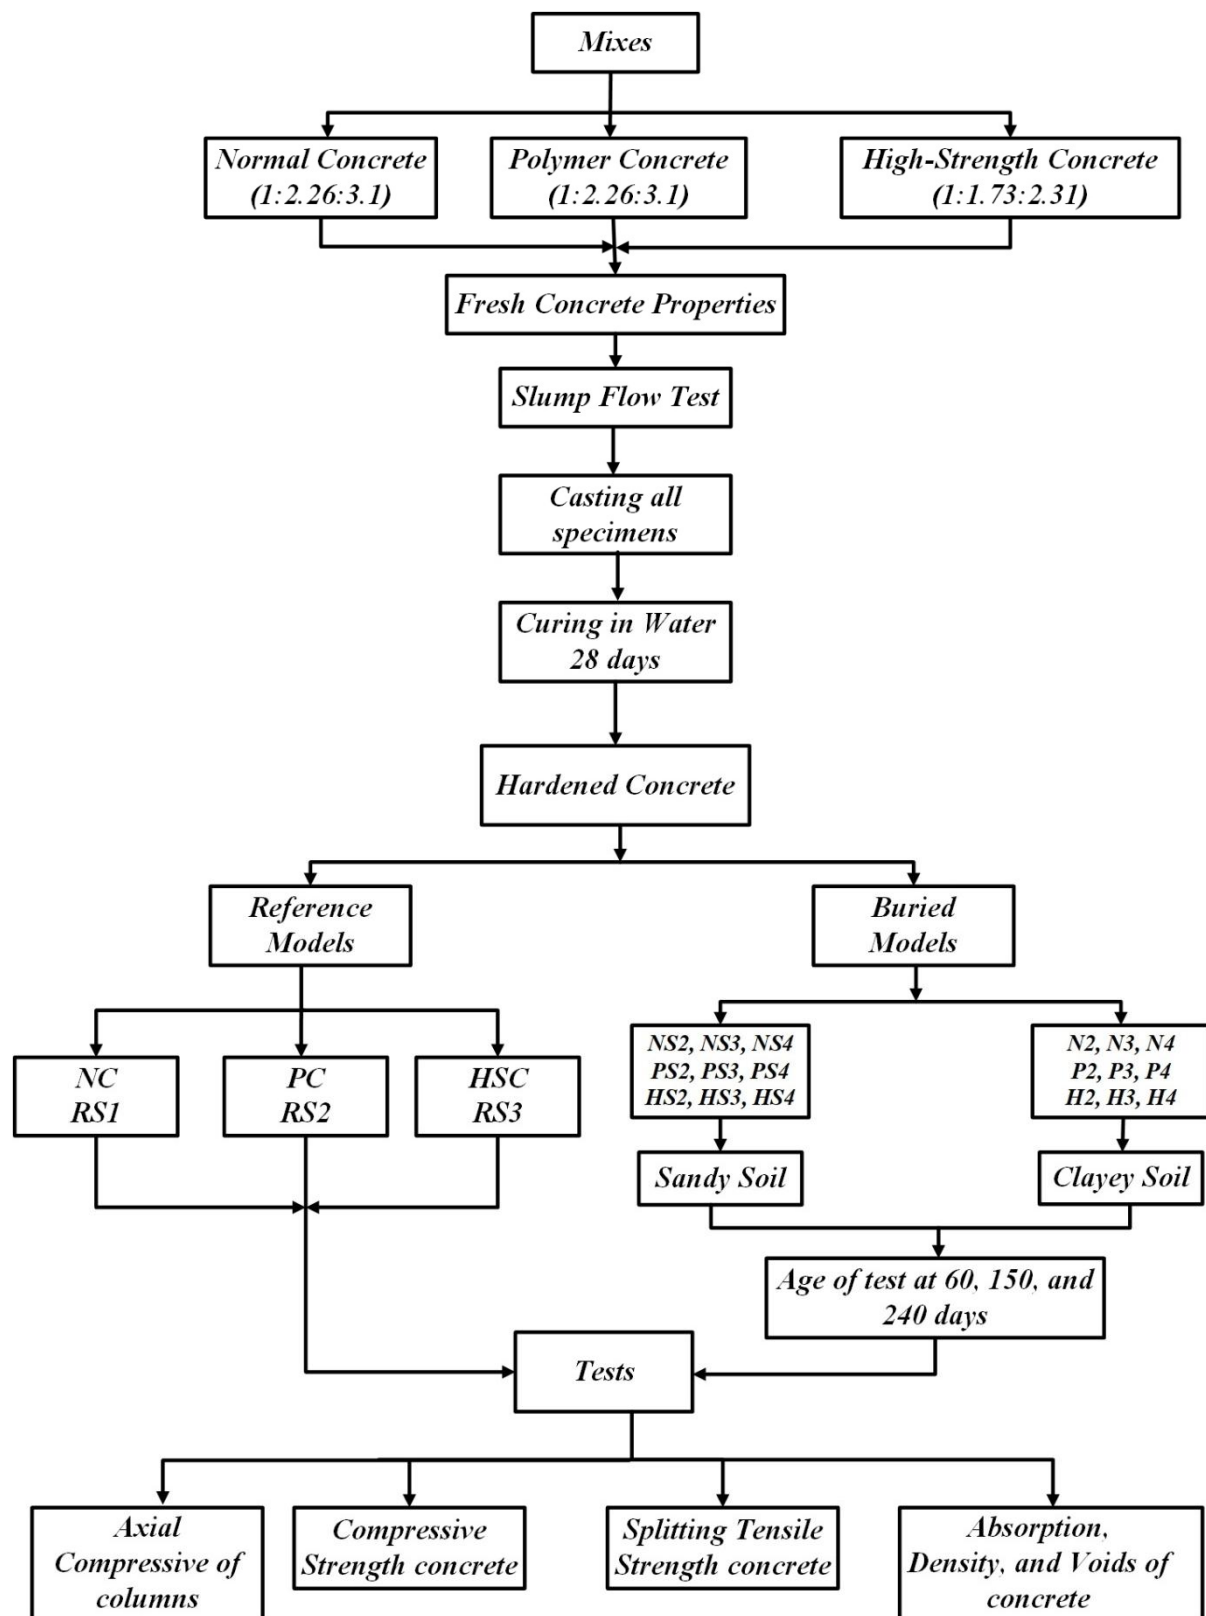 Mixes
Normal Concrete
(1:2.26:3.1)
Polymer Concrete
(1:2.26:3.1)
High-Strength Concrete
(1:1.73:2.31)
Fresh Concrete Properties
Slump Flow Test
Casting all
specimens
Curing in Water
28 days
Hardened Concrete
Reference
Models
Buried
Models
NC
RS1
PC
RS2
HSC
RS3
NS2, NS3, NS4
PS2, PS3, PS4
HS2, HS3, HS4
N2, N3, N4
P2, P3, P4
H2, H3, H4
Sandy Soil
Clayey Soil
Age of test at 60, 150, and
240 days
Tests
Axial
Compressive of
columns
Compressive
Strength concrete
Splitting Tensile
Strength concrete
Absorption,
Density, and Voids of
concrete